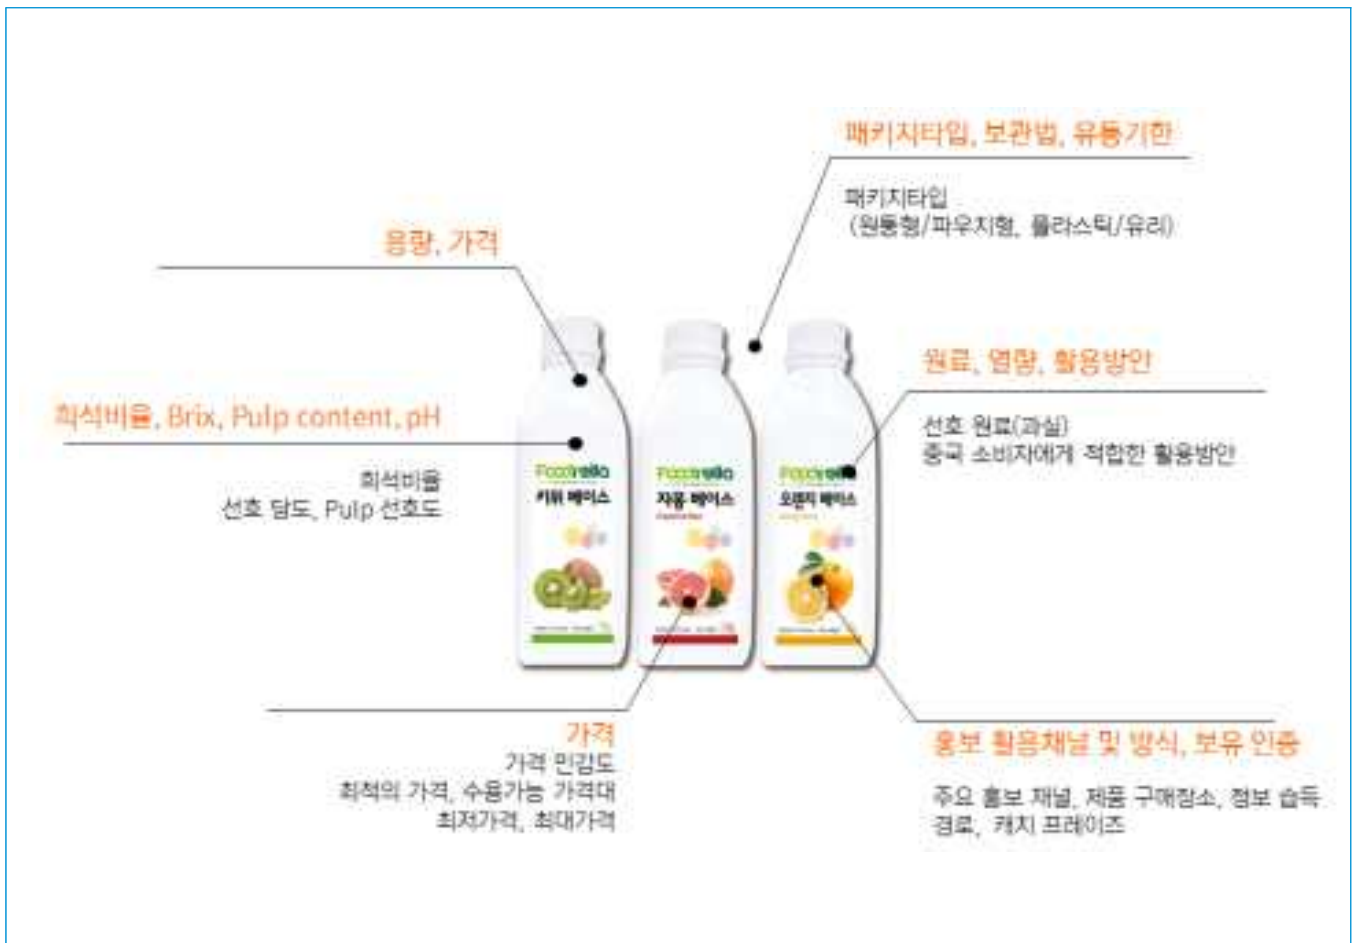 패키지타입, 보관법, 유통기한
패키지타입
(원통형/파우치형, 플라스틱/유리)
용량, 가격
원료, 열량, 활용방안
선호 원료(과실)
중국 소비자에게 적합한 활용방안
희석비율, Brix, Pulp content, pH
희석비율
선호 당도, Pulp 선호도
Foodrella
키위 베이스
Foodrella
자몽 베이스
Foodrella
오렌지 베이스
가격
가격 민감도
최적의 가격, 수용가능 가격대
최저가격, 최대가격
홍보 활용채널 및 방식, 보유 인증
주요 홍보 채널, 제품 구매장소, 정보 습득
경로, 캐치 프레이즈